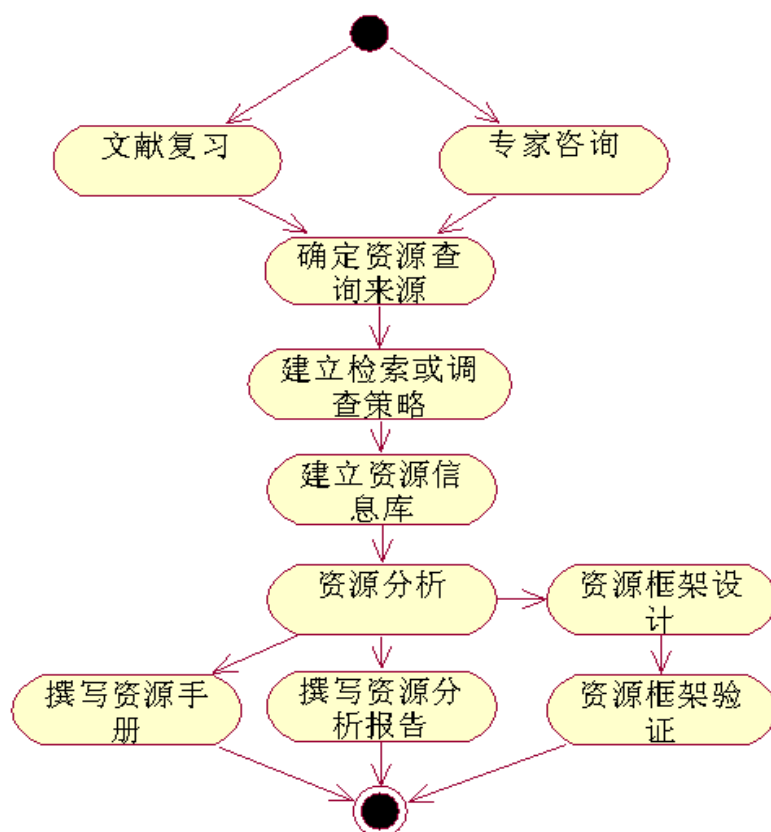 文献复习
专家咨询
确定资源查
询来源
建立检索或调
查策略
建立资源信
息库
资源分析
资源框架设
计
撰写资源手
册
撰写资源分
析报告
资源框架验
证